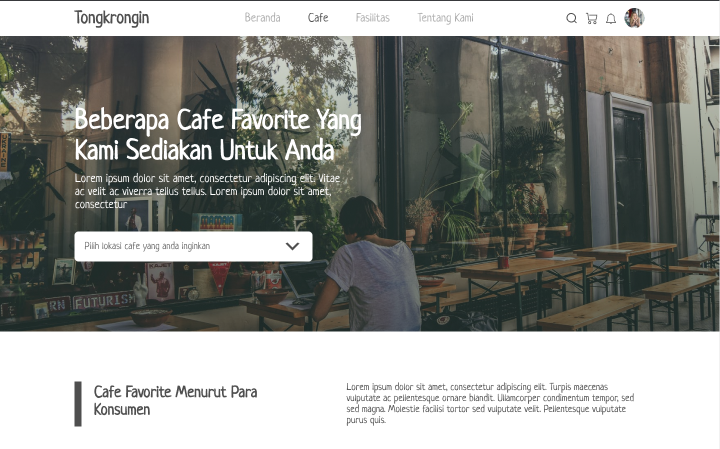 Tongkrongin
Beranda Cafe Fasilitas Tentang Kami
Beberapa Cafe Favorite Yang
Kami Sediakan Untuk Anda
Lorem ipsum dolor sit amet, consectetur adipiscing elit. Vitae
ac velit ac viverra tellus tellus. Lorem ipsum dolor sit amet,
consectetur
MAMAIA
Pilih lokasi cafe yang anda inginkan
FUTURISM
Cafe Favorite Menurut Para
Konsumen
Lorem ipsum dolor sit amet, consectetur adipiscing elit. Turpis maecenas
vulputate ac pellentesque ornare blandit. Ullamcorper condimentum tempor, sed
sed magna. Molestie facilisi tortor sed vulputate velit. Pellentesque vulputate
purus quis.